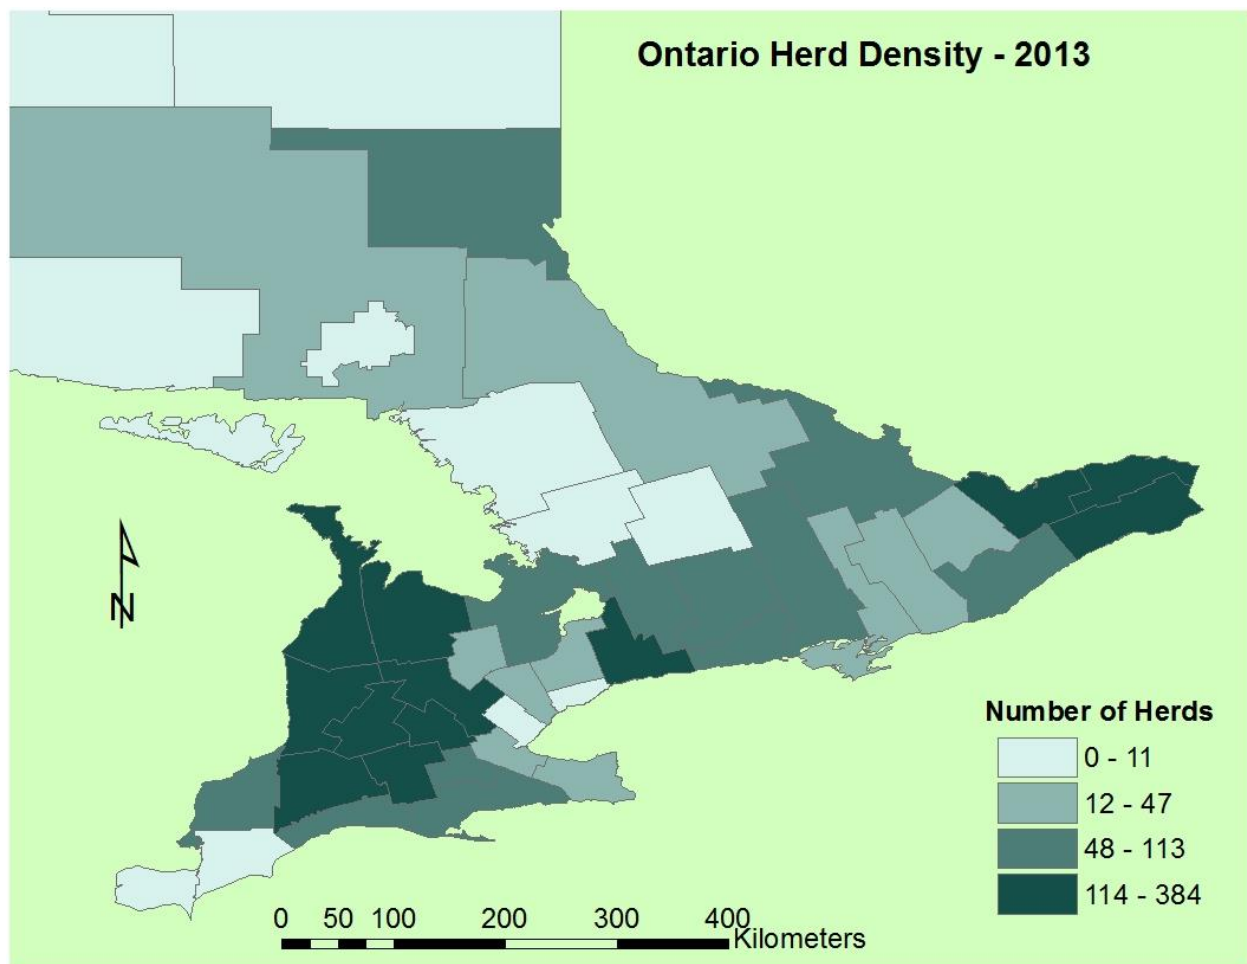 Ontario Herd Density - 2013
N
Number of Herds
0 - 11
12 - 47
48 - 113
114 - 384
0 50 100 200 300 400
Kilometers